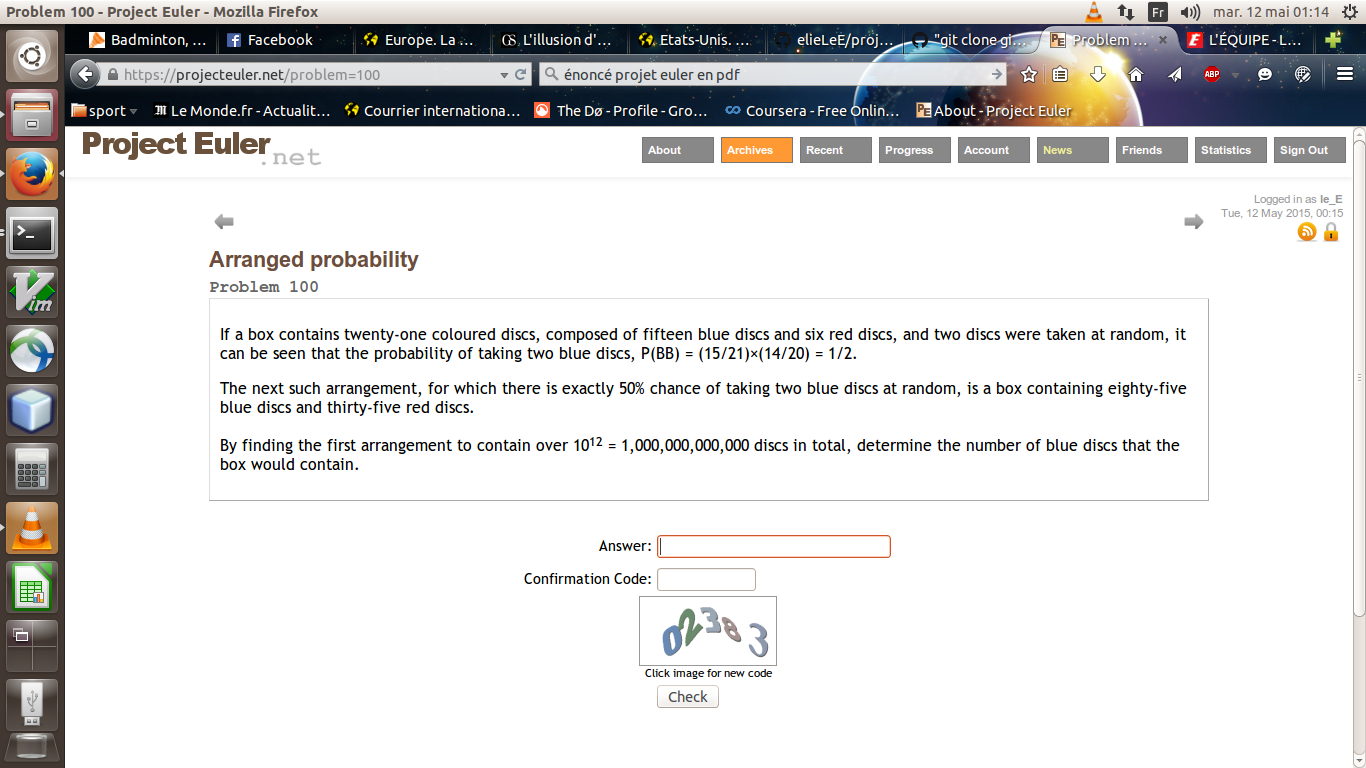 Problem 100 - Project Euler - Mozilla Firefox
Fr mar. 12 mai 01:14
Badminton, ... Facebook Europe. La ... L'illusion d'... Etats-Unis. ... elieLeE/proj... "git clone gi... Problem ... × L'ÉQUIPE - L...
https://projecteuler.net/problem=100 énoncé projet euler en pdf ABP
sport Le Monde.fr - Actualit... Courrier internationa... The Dø - Profile - Gro... Coursera - Free Onlin... PE About - Project Euler
Project Euler.net
About Archives Recent Progress Account News Friends Statistics Sign Out
Logged in as le_E
Tue, 12 May 2015, 00:15
Arranged probability
Problem 100
If a box contains twenty-one coloured discs, composed of fifteen blue discs and six red discs, and two discs were taken at random, it
can be seen that the probability of taking two blue discs, P(BB) = (15/21)×(14/20) = 1/2.
The next such arrangement, for which there is exactly 50% chance of taking two blue discs at random, is a box containing eighty-five
blue discs and thirty-five red discs.
By finding the first arrangement to contain over 10¹² = 1,000,000,000,000 discs in total, determine the number of blue discs that the
box would contain.
Answer:
Confirmation Code:
02383
Click image for new code
Check